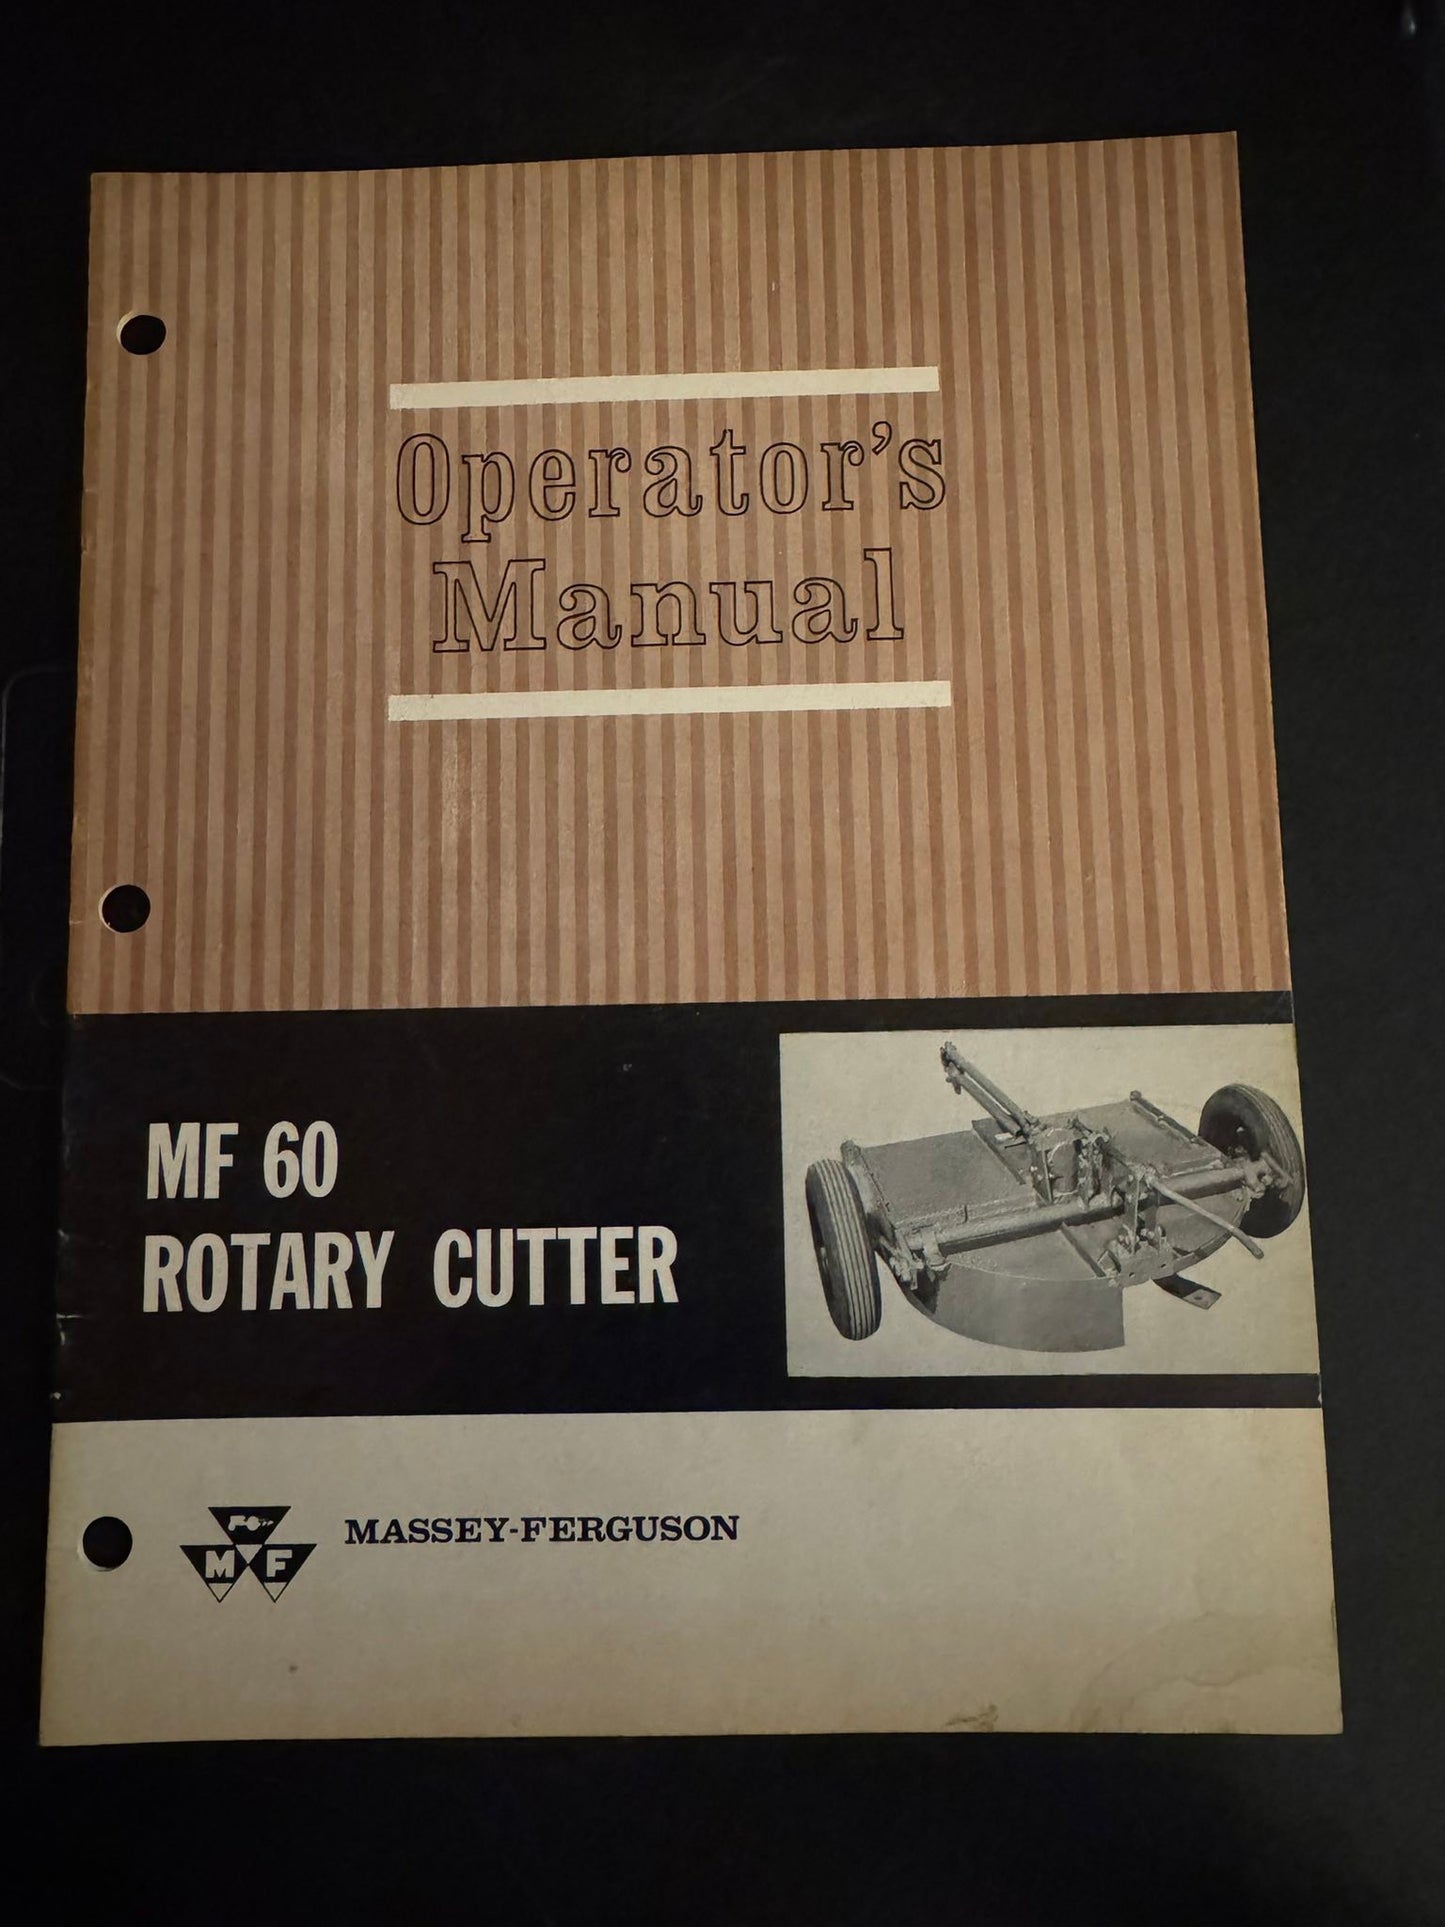 Operator's
Manual
MF 60
ROTARY CUTTER
M F
MASSEY-FERGUSON